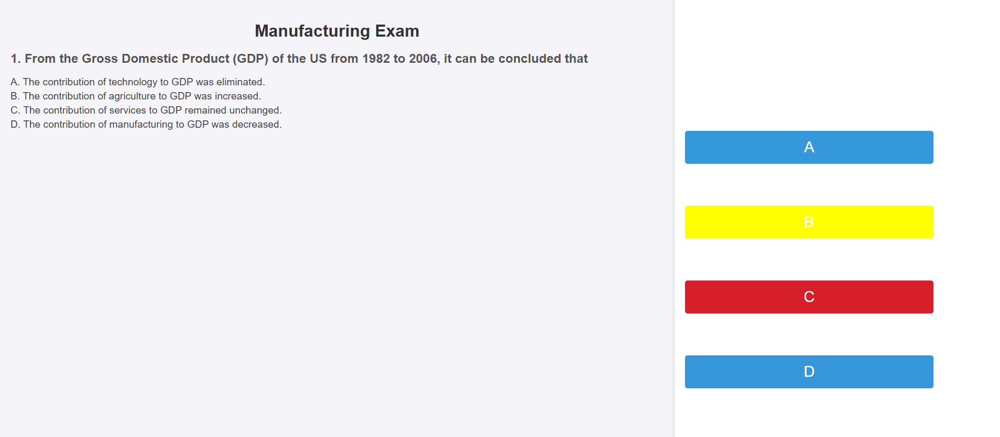 Manufacturing Exam
1. From the Gross Domestic Product (GDP) of the US from 1982 to 2006, it can be concluded that
A. The contribution of technology to GDP was eliminated.
B. The contribution of agriculture to GDP was increased.
C. The contribution of services to GDP remained unchanged.
D. The contribution of manufacturing to GDP was decreased.
A
B
C
D